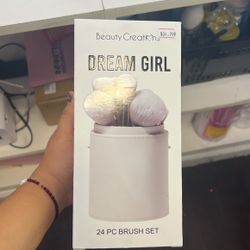 Beauty Creations
DREAM GIRL
24 PC BRUSH SET